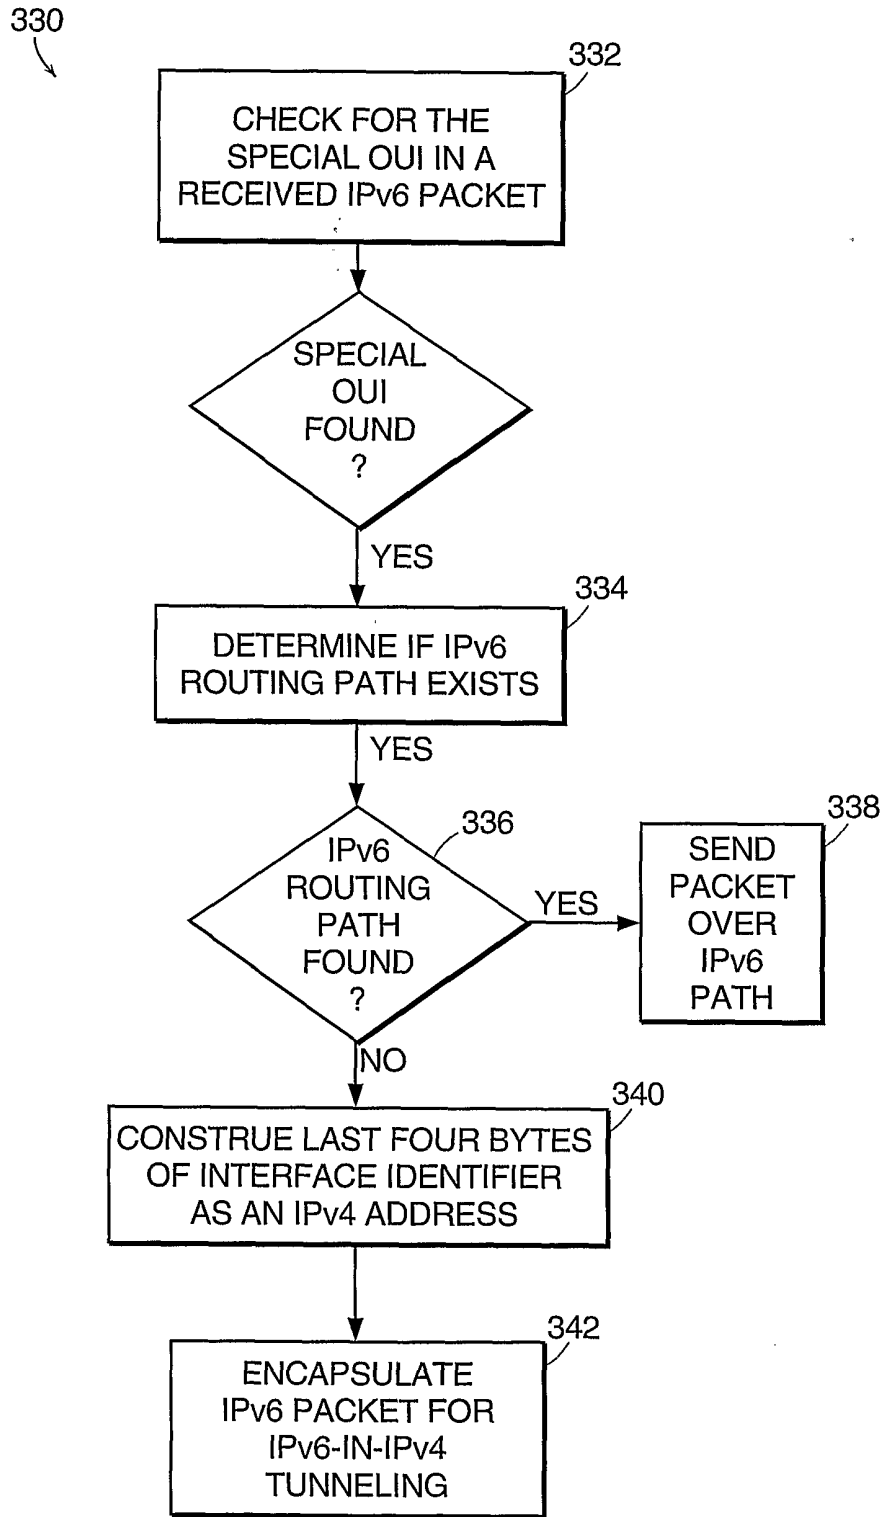 330
332
CHECK FOR THE
SPECIAL OUI IN A
RECEIVED IPv6 PACKET
SPECIAL
OUI
FOUND
?
YES
334
DETERMINE IF IPv6
ROUTING PATH EXISTS
YES
336
IPv6
ROUTING
PATH
FOUND
?
YES
338
SEND
PACKET
OVER
IPv6
PATH
NO
340
CONSTRUE LAST FOUR BYTES
OF INTERFACE IDENTIFIER
AS AN IPv4 ADDRESS
342
ENCAPSULATE
IPv6 PACKET FOR
IPv6-IN-IPv4
TUNNELING